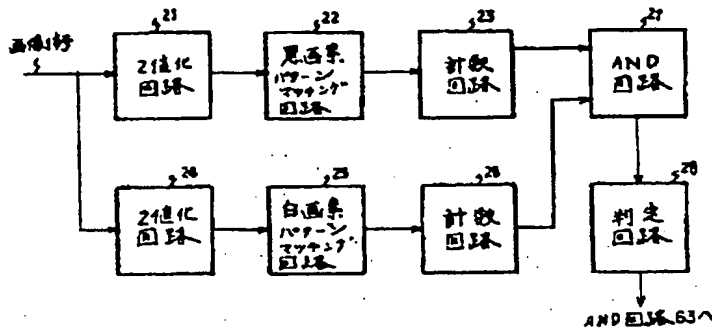 画像信号
21
2値化
回路
22
黒画素
パターン
マッチング
回路
23
計数
回路
27
AND
回路
24
2値化
回路
25
白画素
パターン
マッチング
回路
26
計数
回路
28
判定
回路
AND回路63へ